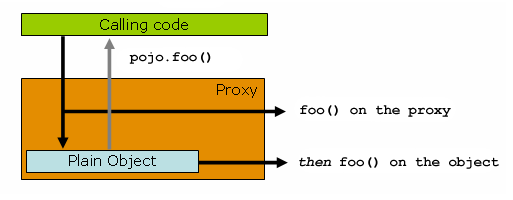 Calling code
pojo.foo()
Proxy
foo() on the proxy
Plain Object
then foo() on the object